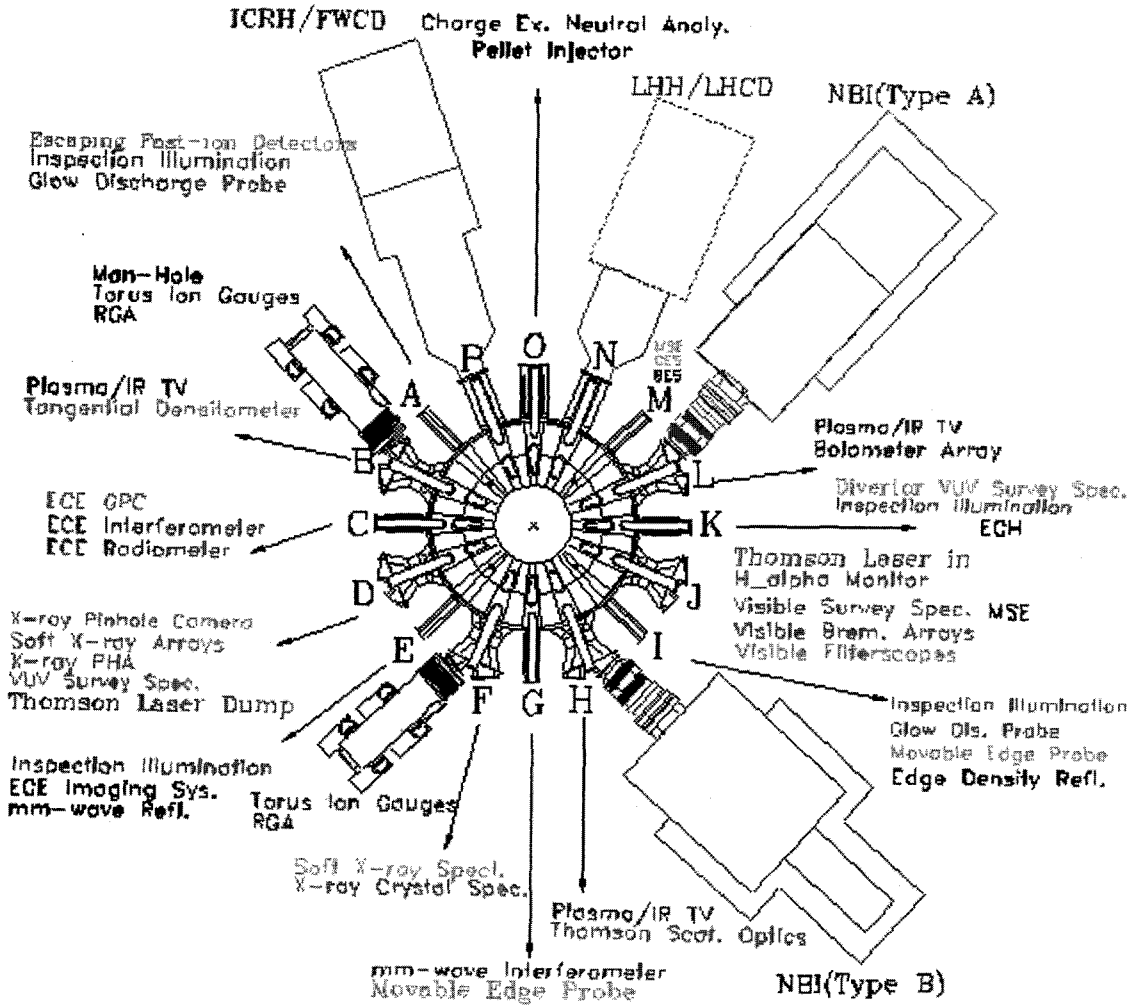 ICRH/FWCD
Charge Ex. Neutral Analy.
Pellet Injector
LHH/LHCD
NBI(Type A)
Escaping Fast-ion Detectors
Inspection Illumination
Glow Discharge Probe
Man-Hole
Torus Ion Gauges
RGA
Plasma/IR TV
Tangential Densitometer
ECE GPC
ECE Interferometer
ECE Radiometer
X-ray Pinhole Camera
Soft X-ray Arrays
X-ray PHA
VUV Survey Spec.
Thomson Laser Dump
Inspection Illumination
ECE Imaging Sys.
mm-wave Refl.
Torus Ion Gauges
RGA
Soft X-ray Spect.
X-ray Crystal Spec.
mm-wave Interferometer
Movable Edge Probe
Plasma/IR TV
Thomson Scat. Optics
NBI(Type B)
Inspection Illumination
Glow Dis. Probe
Movable Edge Probe
Edge Density Refl.
Thomson Laser in
H_alpha Monitor
Visible Survey Spec. MSE
Visible Brem. Arrays
Visible Filterscopes
Divertor VUV Survey Spec.
Inspection Illumination
ECH
Plasma/IR TV
Bolometer Array
MSE
CES
BES
A
B
C
D
E
F
G
H
I
J
K
L
M
N
O
P